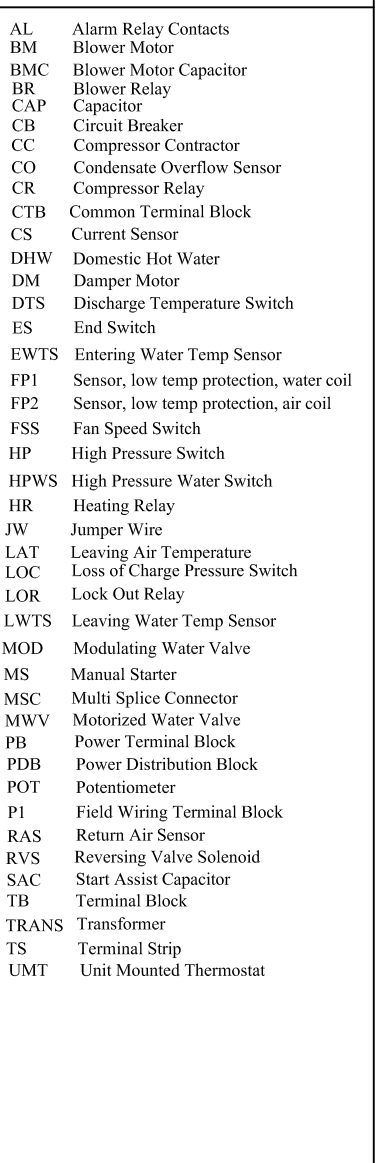 AL Alarm Relay Contacts
BM Blower Motor
BMC Blower Motor Capacitor
BR Blower Relay
CAP Capacitor
CB Circuit Breaker
CC Compressor Contractor
CO Condensate Overflow Sensor
CR Compressor Relay
CTB Common Terminal Block
CS Current Sensor
DHW Domestic Hot Water
DM Damper Motor
DTS Discharge Temperature Switch
ES End Switch
EWTS Entering Water Temp Sensor
FP1 Sensor, low temp protection, water coil
FP2 Sensor, low temp protection, air coil
FSS Fan Speed Switch
HP High Pressure Switch
HPWS High Pressure Water Switch
HR Heating Relay
JW Jumper Wire
LAT Leaving Air Temperature
LOC Loss of Charge Pressure Switch
LOR Lock Out Relay
LWTS Leaving Water Temp Sensor
MOD Modulating Water Valve
MS Manual Starter
MSC Multi Splice Connector
MWV Motorized Water Valve
PB Power Terminal Block
PDB Power Distribution Block
POT Potentiometer
P1 Field Wiring Terminal Block
RAS Return Air Sensor
RVS Reversing Valve Solenoid
SAC Start Assist Capacitor
TB Terminal Block
TRANS Transformer
TS Terminal Strip
UMT Unit Mounted Thermostat